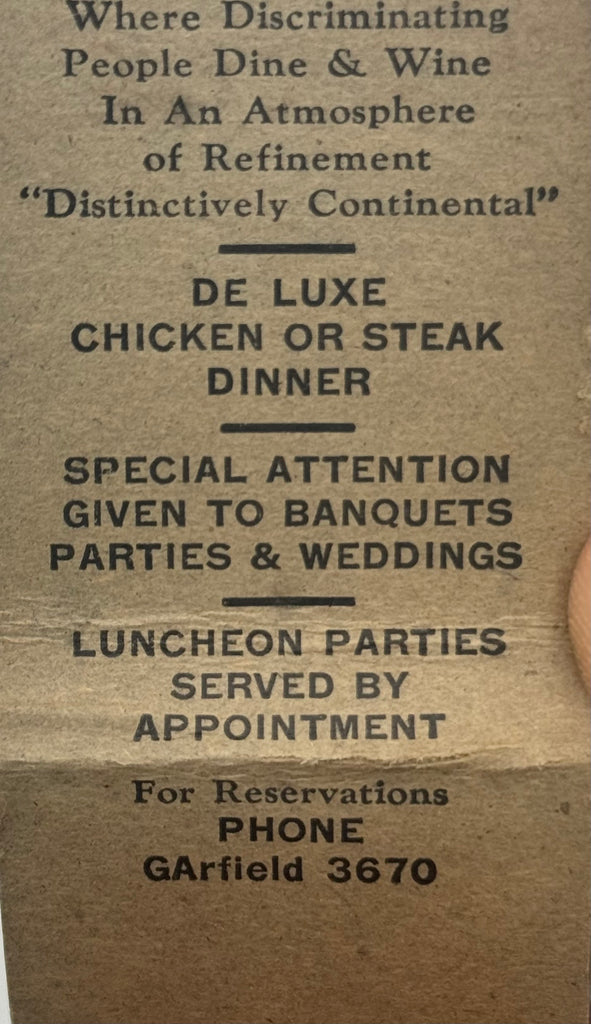 Where Discriminating
People Dine & Wine
In An Atmosphere
of Refinement
"Distinctively Continental"
DE LUXE
CHICKEN OR STEAK
DINNER
SPECIAL ATTENTION
GIVEN TO BANQUETS
PARTIES & WEDDINGS
LUNCHEON PARTIES
SERVED BY
APPOINTMENT
For Reservations
PHONE
GArfield 3670